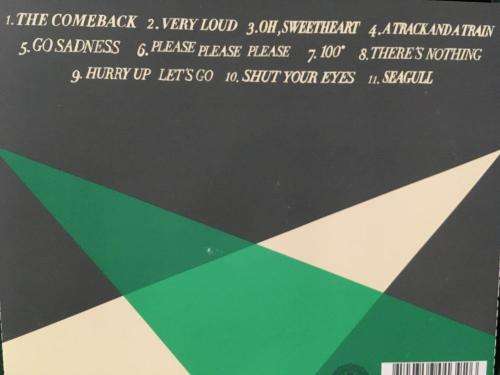 1. THE COMEBACK 2. VERY LOUD 3. OH, SWEETHEART 4. A TRACK AND A TRAIN
5. GO SADNESS 6. PLEASE PLEASE PLEASE 7. 100° 8. THERE'S NOTHING
9. HURRY UP LET'S GO 10. SHUT YOUR EYES 11. SEAGULL